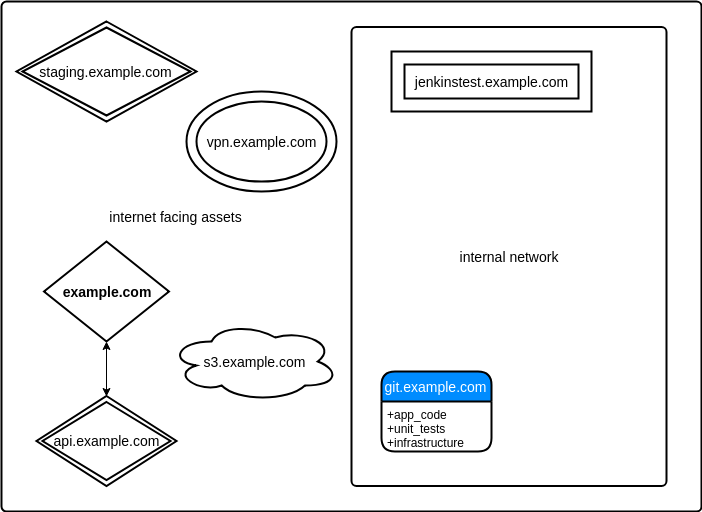 staging.example.com
jenkinstest.example.com
vpn.example.com
internet facing assets
internal network
example.com
s3.example.com
git.example.com
+app_code
+unit_tests
+infrastructure
api.example.com